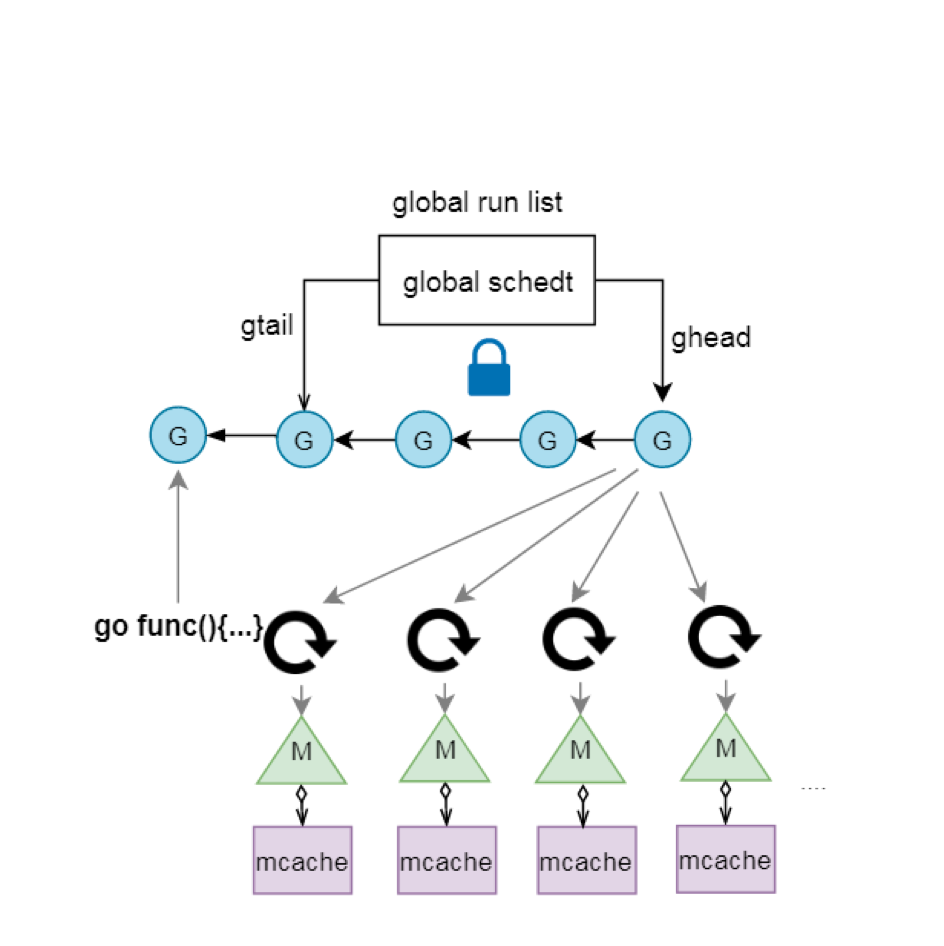 global run list
global schedt
gtail
ghead
G
G
G
G
G
go func(){...}
M
M
M
M
....
mcache
mcache
mcache
mcache